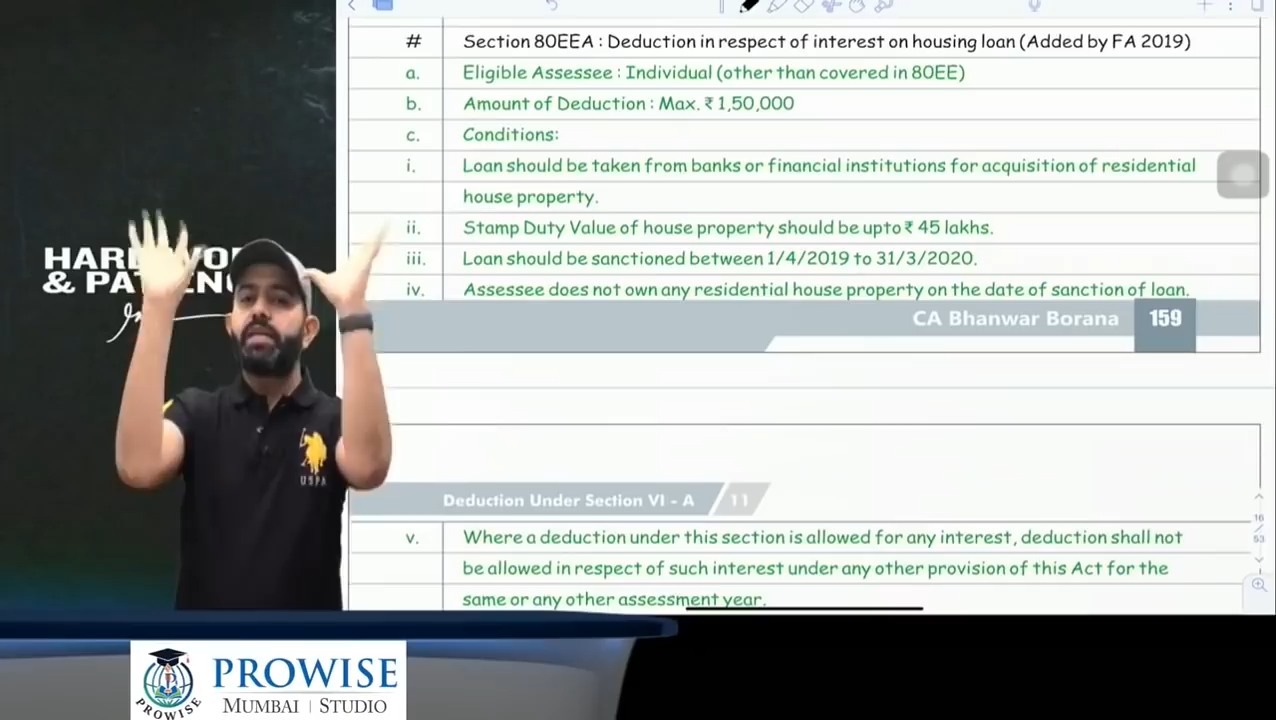 # Section 80EEA : Deduction in respect of interest on housing loan (Added by FA 2019)
a. Eligible Assessee : Individual (other than covered in 80EE)
b. Amount of Deduction : Max. ₹ 1,50,000
c. Conditions:
i. Loan should be taken from banks or financial institutions for acquisition of residential
house property.
ii. Stamp Duty Value of house property should be upto ₹ 45 lakhs.
iii. Loan should be sanctioned between 1/4/2019 to 31/3/2020.
iv. Assessee does not own any residential house property on the date of sanction of loan.
CA Bhanwar Borana 159
Deduction Under Section VI - A 11
v. Where a deduction under this section is allowed for any interest, deduction shall not
be allowed in respect of such interest under any other provision of this Act for the
same or any other assessment year.
16
53
HARD
&
USPA
PROWISE
PROWISE
MUMBAI | STUDIO